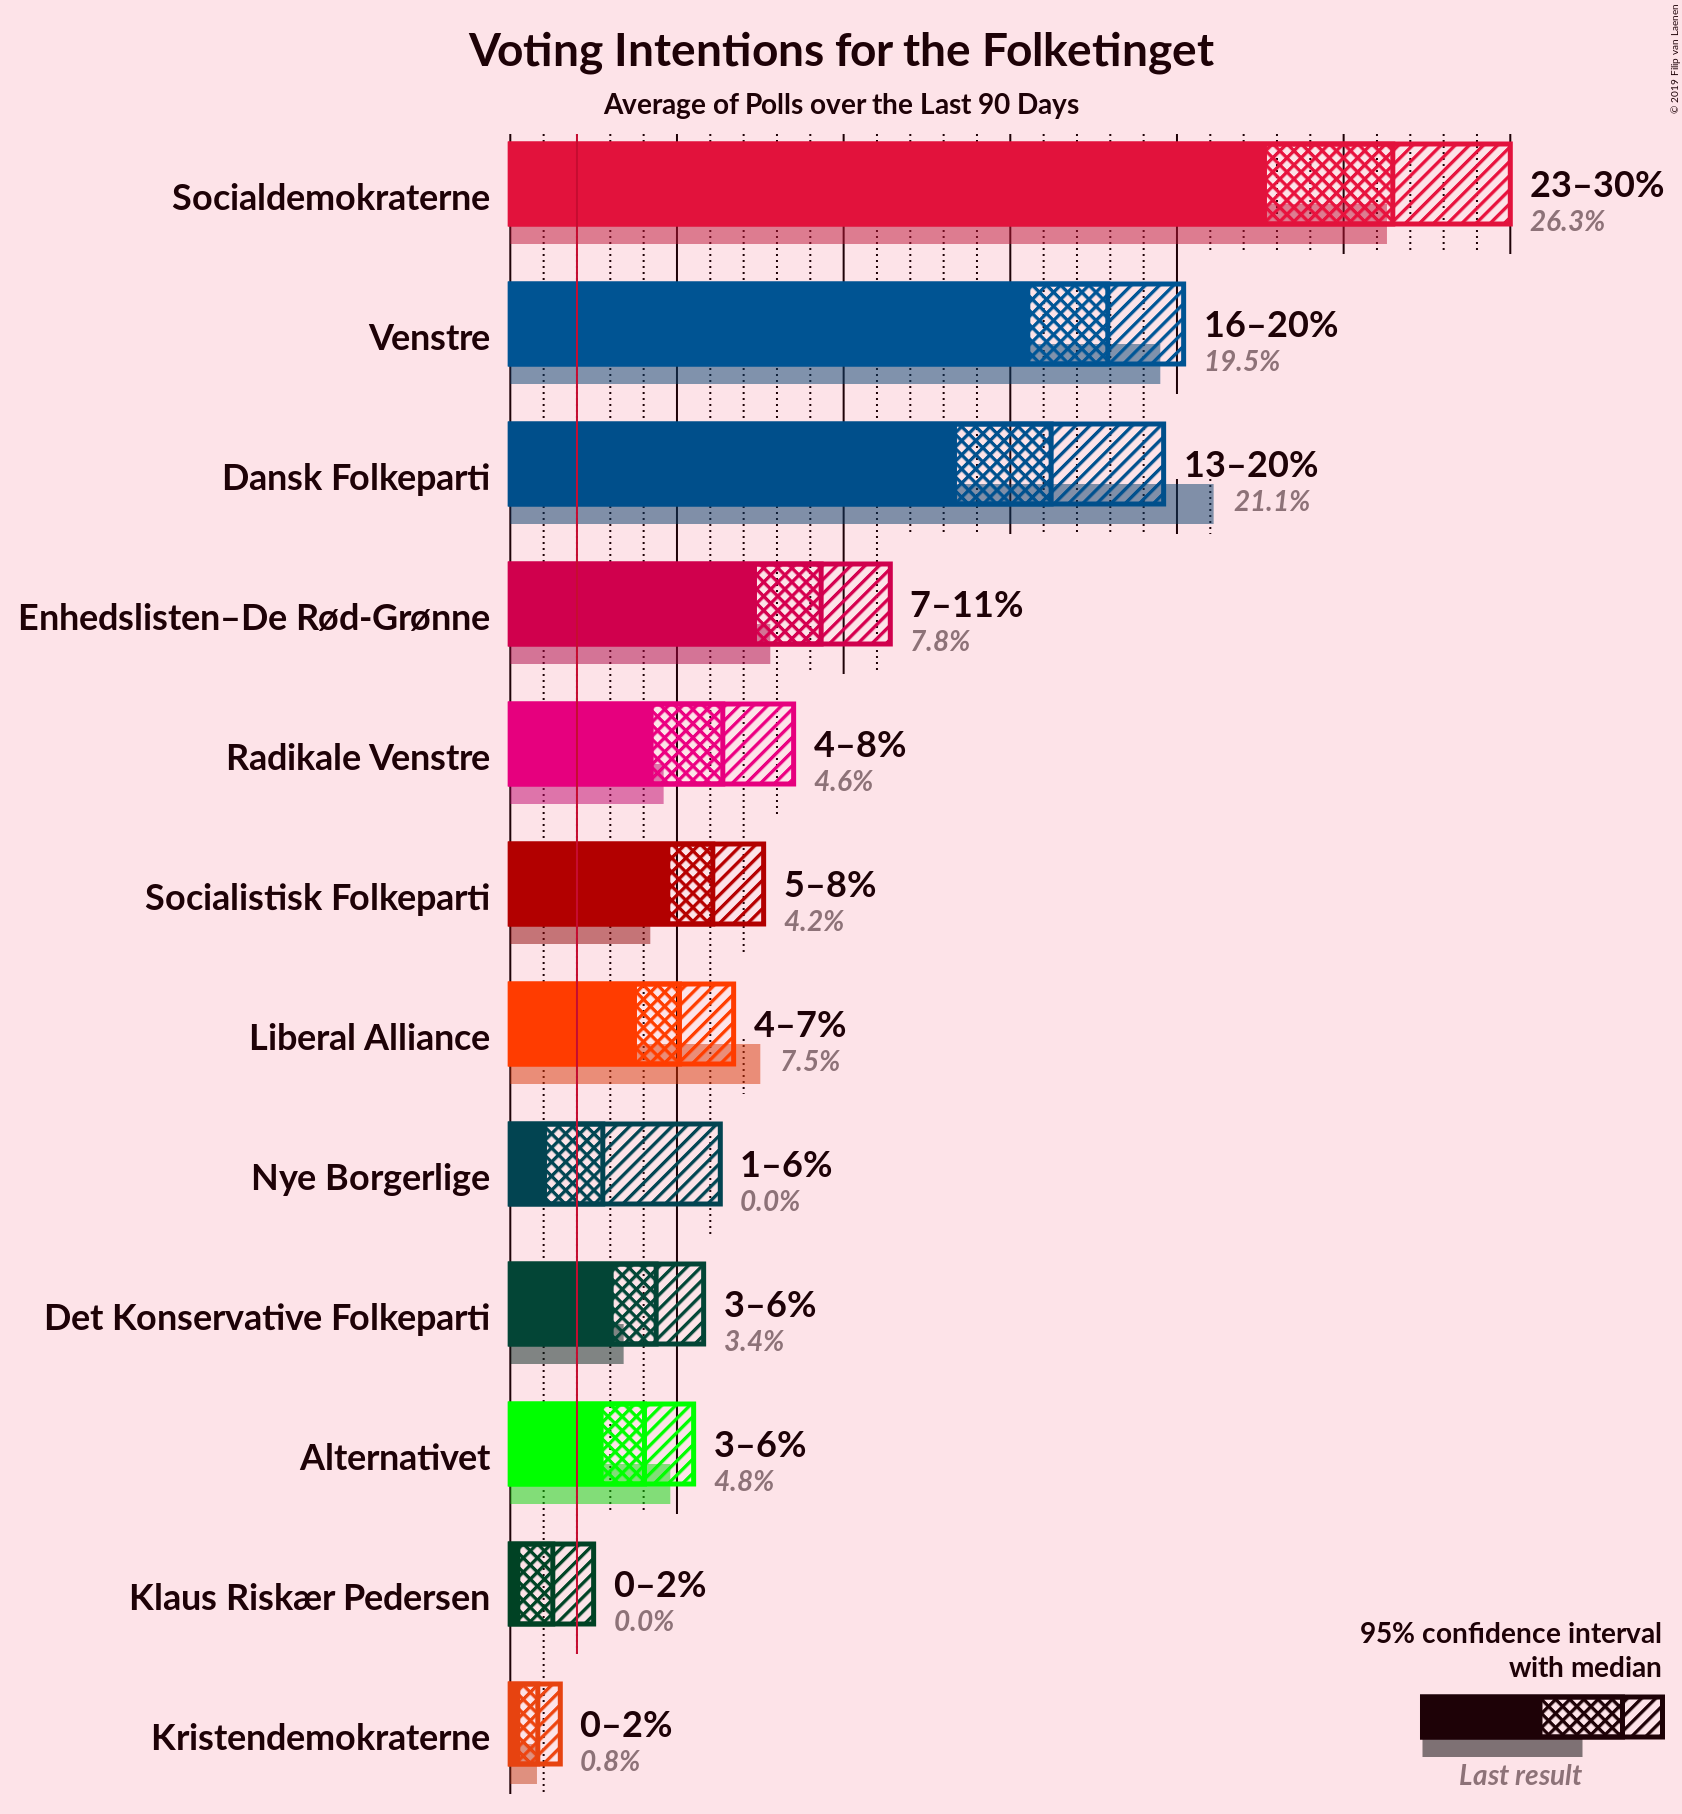 Voting Intentions for the Folketinget
Average of Polls over the Last 90 Days
© 2019 Filip van Laenen
Socialdemokraterne
23–30%
26.3%
Venstre
16–20%
19.5%
Dansk Folkeparti
13–20%
21.1%
Enhedslisten–De Rød-Grønne
7–11%
7.8%
Radikale Venstre
4–8%
4.6%
Socialistisk Folkeparti
5–8%
4.2%
Liberal Alliance
4–7%
7.5%
Nye Borgerlige
1–6%
0.0%
Det Konservative Folkeparti
3–6%
3.4%
Alternativet
3–6%
4.8%
Klaus Riskær Pedersen
0–2%
0.0%
Kristendemokraterne
0–2%
0.8%
95% confidence interval
with median
Last result